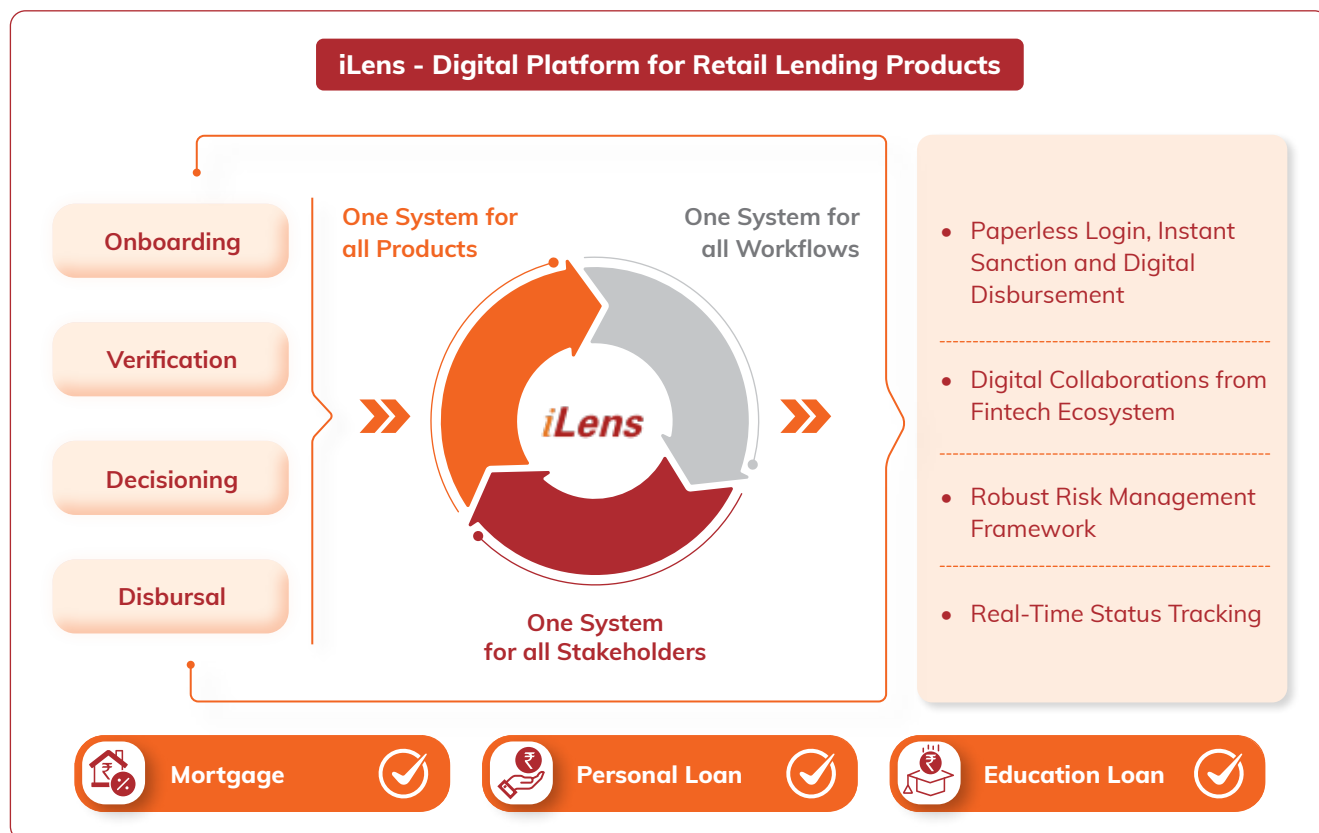 iLens - Digital Platform for Retail Lending Products
Onboarding
Verification
Decisioning
Disbursal
One System for
all Products
One System for
all Workflows
iLens
One System
for all Stakeholders
• Paperless Login, Instant
Sanction and Digital
Disbursement
• Digital Collaborations from
Fintech Ecosystem
• Robust Risk Management
Framework
• Real-Time Status Tracking
₹ %
Mortgage
₹
Personal Loan
₹
Education Loan